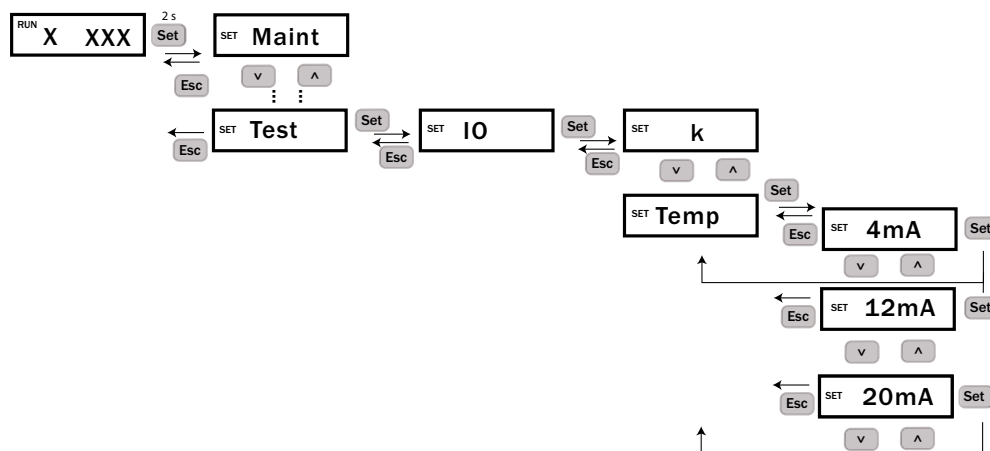 2 s
RUN X XXX Set SET Maint
Esc v ^
SET Test Set SET IO Set SET k
Esc Esc Esc
v ^
SET Temp Set
Esc SET 4mA Set
v ^
SET 12mA Set
Esc
v ^
SET 20mA Set
Esc
v ^